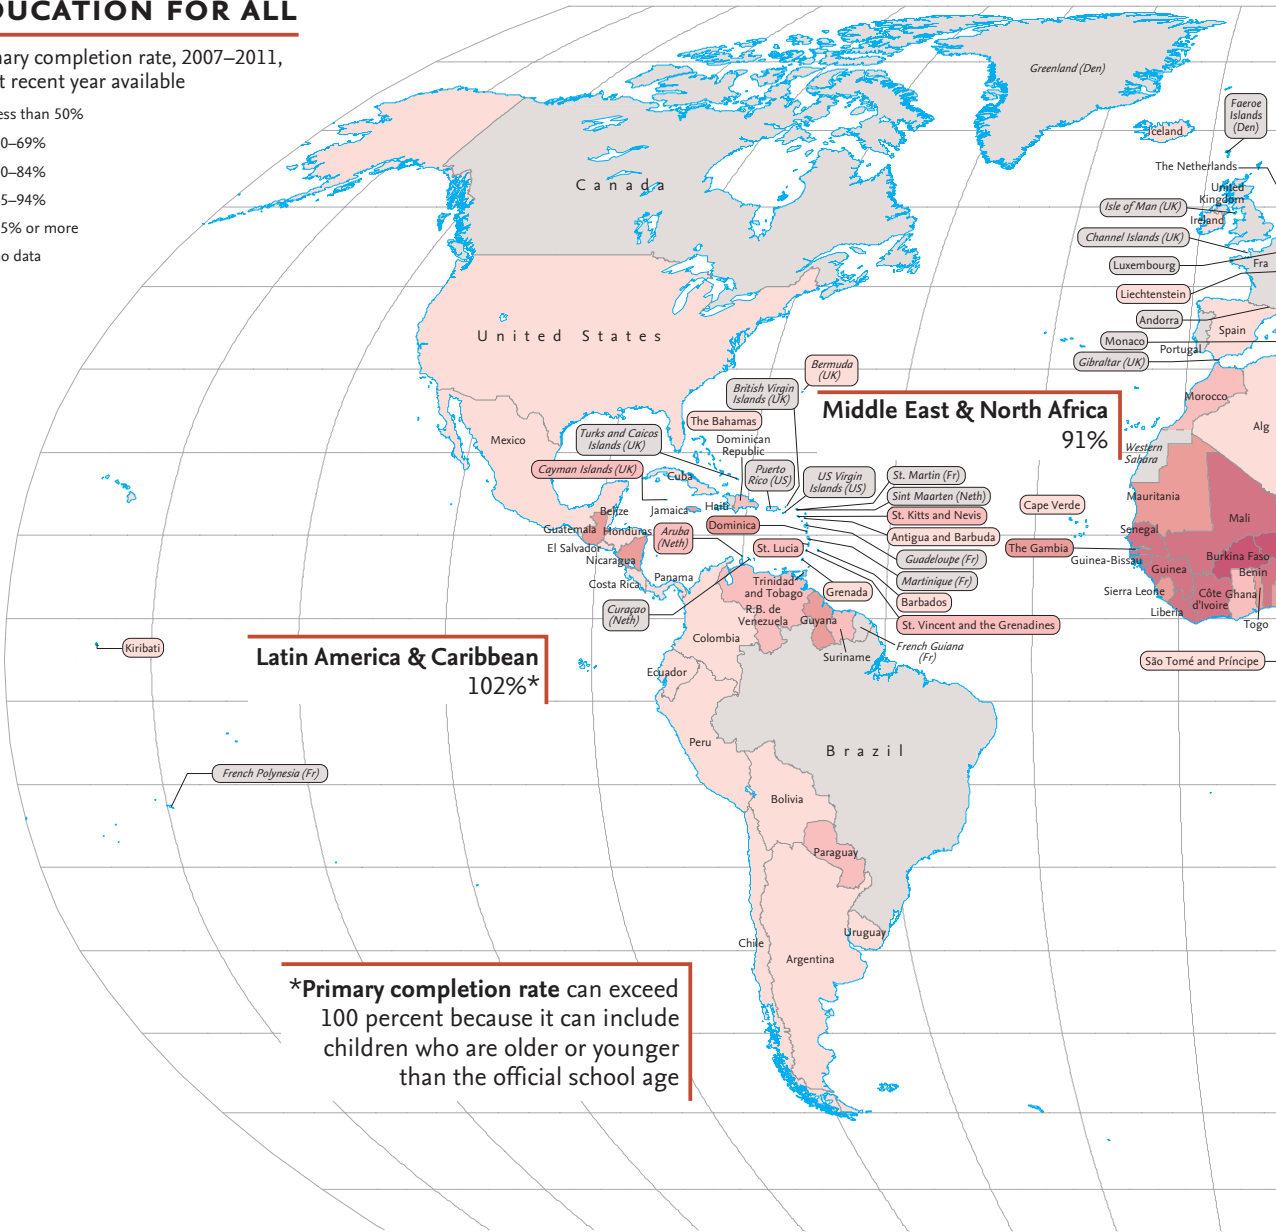 DUCATION FOR ALL
nary completion rate, 2007–2011,
t recent year available
ess than 50%
0–69%
0–84%
5–94%
5% or more
o data
Greenland (Den)
Faeroe
Islands
(Den)
Iceland
The Netherlands
United
Kingdom
Isle of Man (UK)
Ireland
Channel Islands (UK)
Luxembourg
Fra
Liechtenstein
Andorra
Spain
Monaco
Portugal
Gibraltar (UK)
Canada
United States
Bermuda
(UK)
British Virgin
Islands (UK)
Middle East & North Africa
91%
Morocco
Alg
Western
Sahara
Mexico
The Bahamas
Turks and Caicos
Islands (UK)
Dominican
Republic
Cayman Islands (UK)
Cuba
Puerto
Rico (US)
US Virgin
Islands (US)
St. Martin (Fr)
Sint Maarten (Neth)
St. Kitts and Nevis
Antigua and Barbuda
Guadeloupe (Fr)
Martinique (Fr)
Barbados
St. Vincent and the Grenadines
Belize
Jamaica
Haiti
Dominica
Guatemala
Honduras
Aruba
(Neth)
El Salvador
Nicaragua
St. Lucia
Costa Rica
Panama
Trinidad
and Tobago
Grenada
Curaçao
(Neth)
R.B. de
Venezuela
Guyana
Colombia
Suriname
French Guiana
(Fr)
Cape Verde
Mauritania
Mali
Senegal
The Gambia
Guinea-Bissau
Guinea
Burkina Faso
Benin
Sierra Leone
Côte
d'Ivoire
Ghana
Liberia
Togo
São Tomé and Príncipe
Kiribati
Latin America & Caribbean
102%*
Ecuador
Peru
Brazil
French Polynesia (Fr)
Bolivia
Paraguay
Uruguay
Chile
Argentina
*Primary completion rate can exceed
100 percent because it can include
children who are older or younger
than the official school age